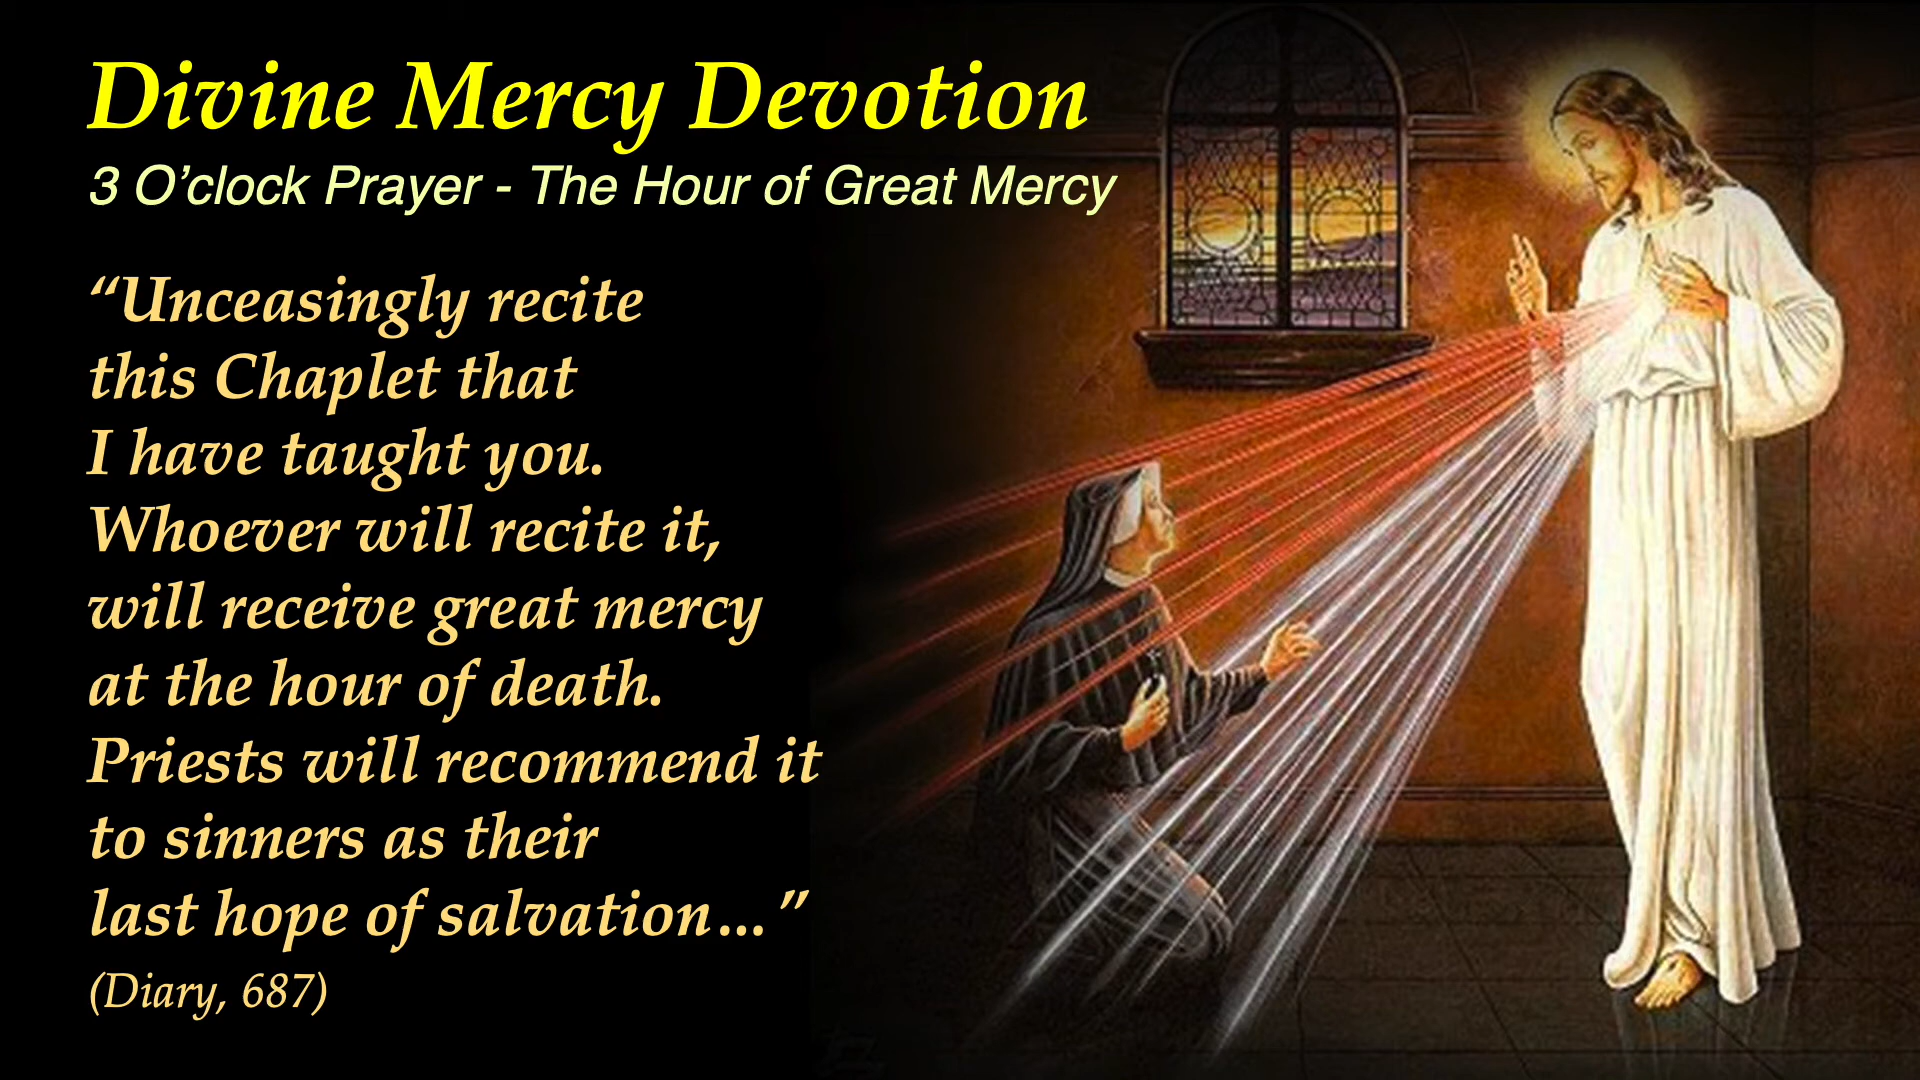 Divine Mercy Devotion
3 O’clock Prayer - The Hour of Great Mercy
“Unceasingly recite
this Chaplet that
I have taught you.
Whoever will recite it,
will receive great mercy
at the hour of death.
Priests will recommend it
to sinners as their
last hope of salvation…”
(Diary, 687)